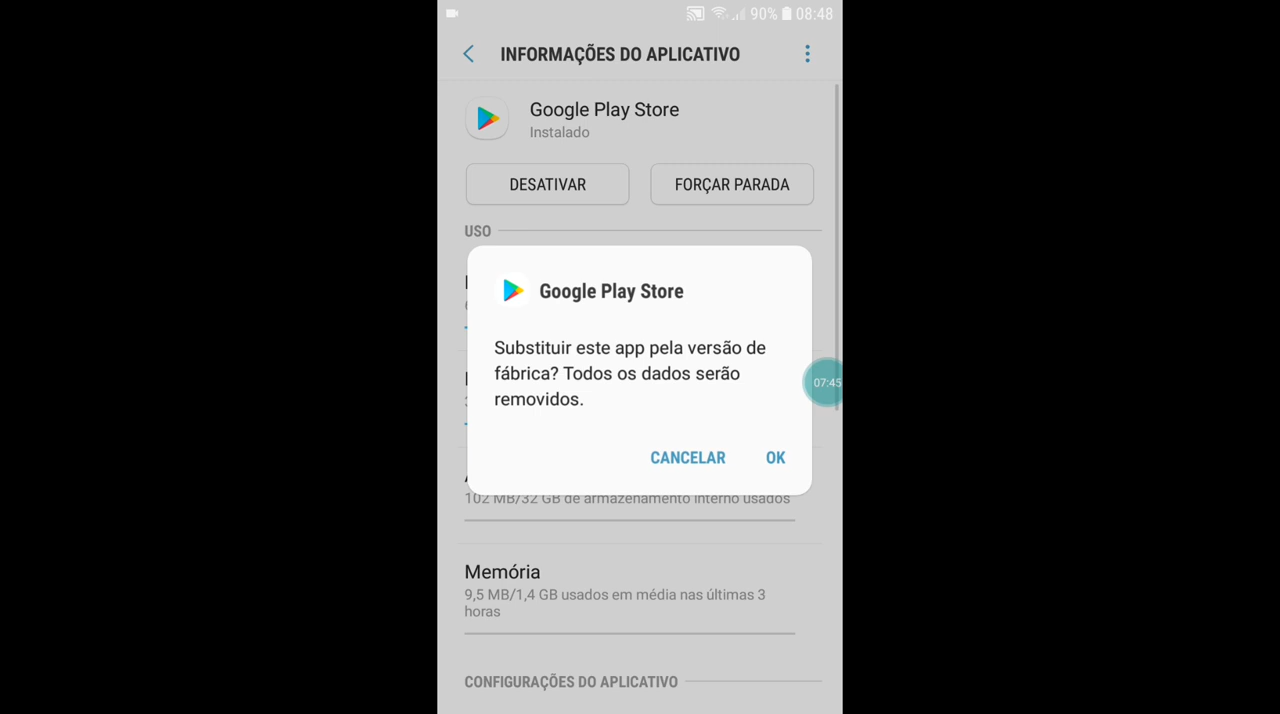 90% 08:48
INFORMAÇÕES DO APLICATIVO
Google Play Store
Instalado
DESATIVAR
FORÇAR PARADA
USO
Google Play Store
Substituir este app pela versão de
fábrica? Todos os dados serão
removidos.
07:45
CANCELAR
OK
102 MB/32 GB de armazenamento interno usados
Memória
9,5 MB/1,4 GB usados em média nas últimas 3
horas
CONFIGURAÇÕES DO APLICATIVO